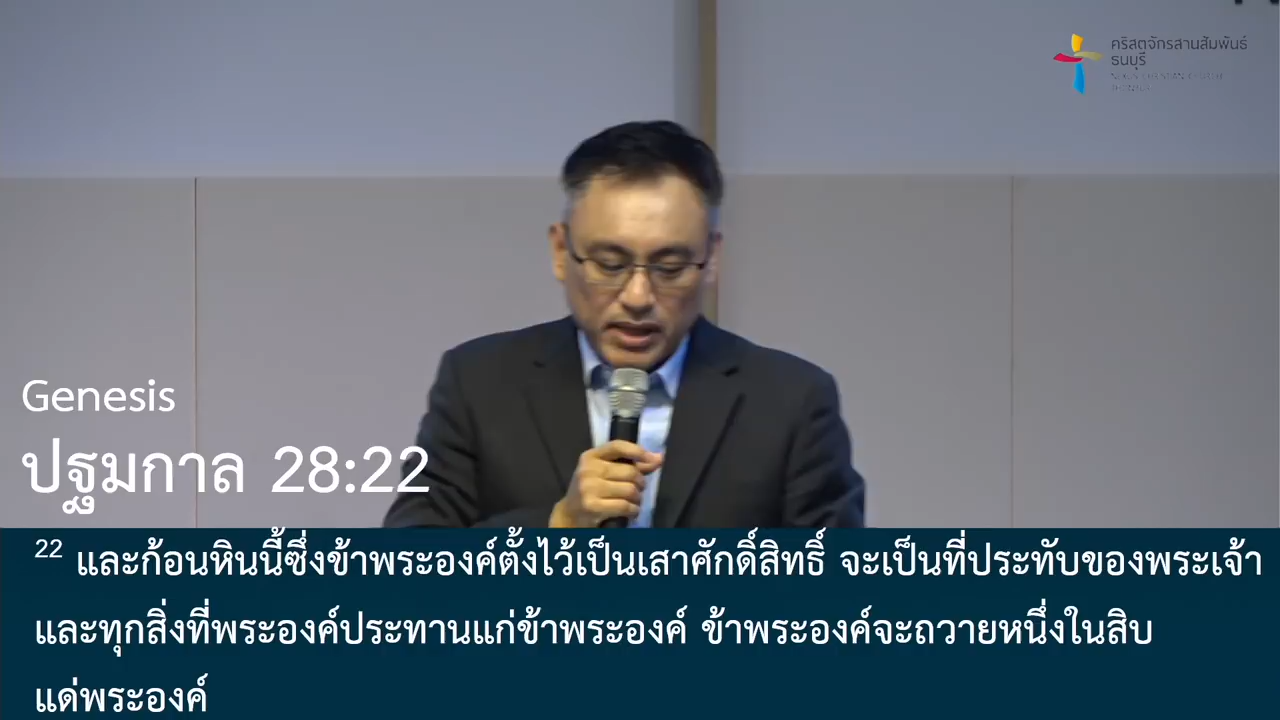 คริสตจักรสานสัมพันธ์
ธนบุรี
Genesis
ปฐมกาล 28:22
22 และก้อนหินนี้ซึ่งข้าพระองค์ตั้งไว้เป็นเสาศักดิ์สิทธิ์ จะเป็นที่ประทับของพระเจ้า
และทุกสิ่งที่พระองค์ประทานแก่ข้าพระองค์ ข้าพระองค์จะถวายหนึ่งในสิบ
แด่พระองค์